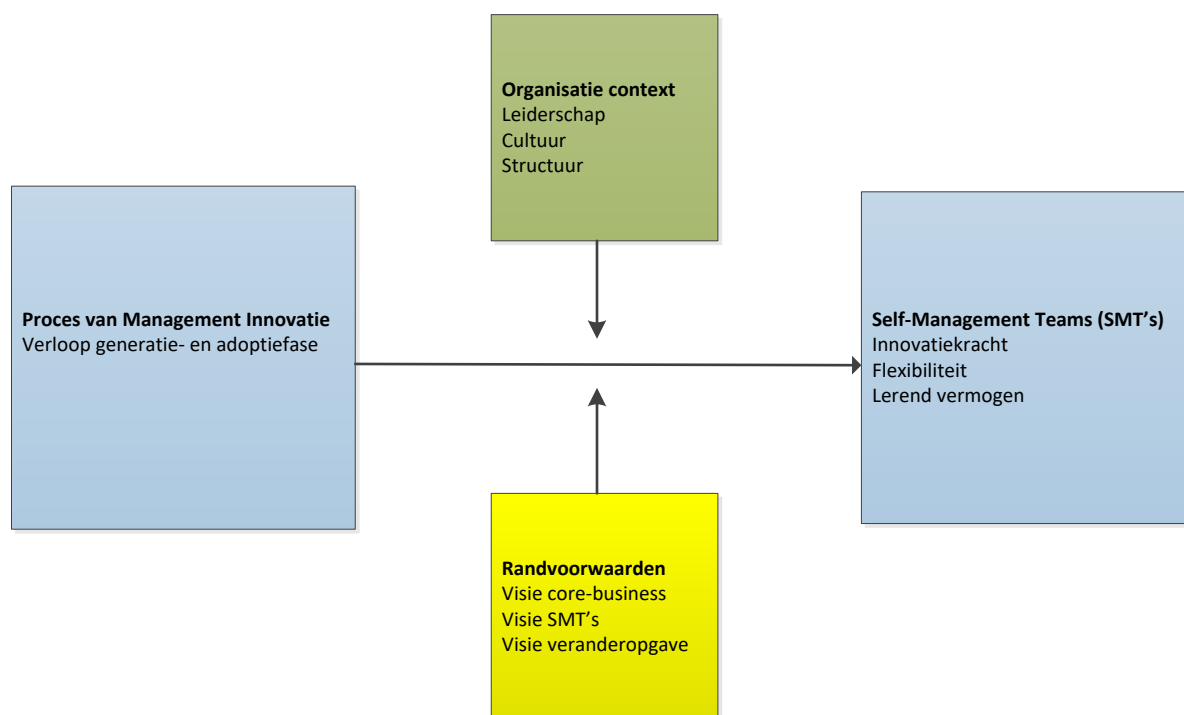 Organisatie context
Leiderschap
Cultuur
Structuur
Proces van Management Innovatie
Verloop generatie- en adoptiefase
Self-Management Teams (SMT’s)
Innovatiekracht
Flexibiliteit
Lerend vermogen
Randvoorwaarden
Visie core-business
Visie SMT’s
Visie veranderopgave